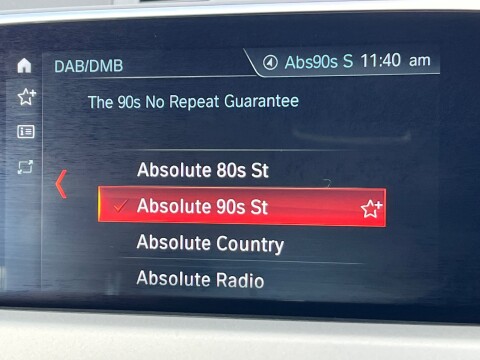 DAB/DMB
Abs90s S 11:40 am
The 90s No Repeat Guarantee
Absolute 80s St
Absolute 90s St
Absolute Country
Absolute Radio